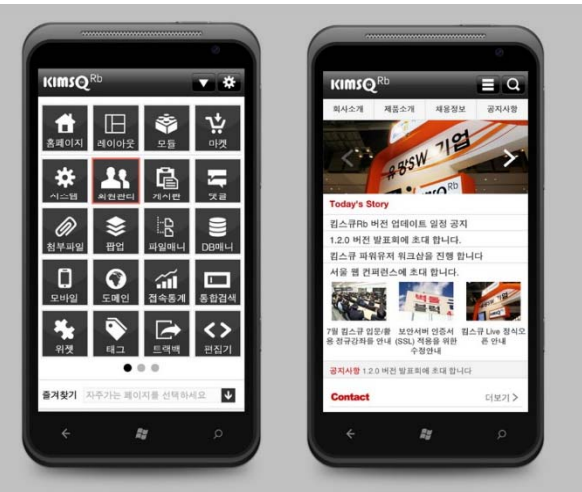 KIMSQ Rb
홈페이지 레이아웃 모듈 마켓
시스템 회원관리 게시판 댓글
첨부파일 팝업 파일매니 DB매니
모바일 도메인 접속통계 통합검색
위젯 태그 트랙백 편집기
즐겨찾기 자주가는 페이지를 선택하세요
KIMSQ Rb
회사소개 제품소개 채용정보 공지사항
유망SW 기업
Rb
Today's Story
킴스큐Rb 버전 업데이트 일정 공지
1.2.0 버전 발표회에 초대 합니다.
킴스큐 파워유저 워크샵을 진행 합니다
서울 웹 컨퍼런스에 초대 합니다.
7월 킴스큐 입문/활용 정규강좌를 안내
보안서버 인증서 (SSL) 적용을 위한 수정안내
킴스큐 Live 정식오픈 안내
공지사항 1.2.0 버전 발표회에 초대 합니다
Contact 더보기 >